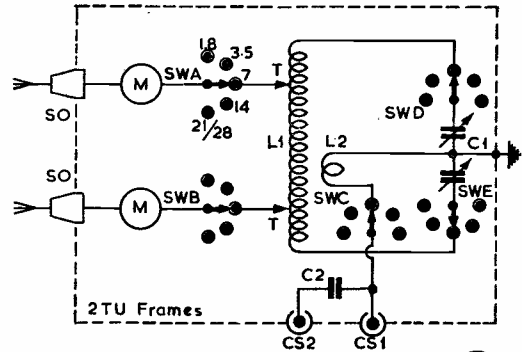 1.8
3.5
SWA
7
T
M
SO
14
21/28
L1
L2
SWD
C1
SO
SWC
SWE
M
SWB
T
C2
2TU Frames
CS2
CS1